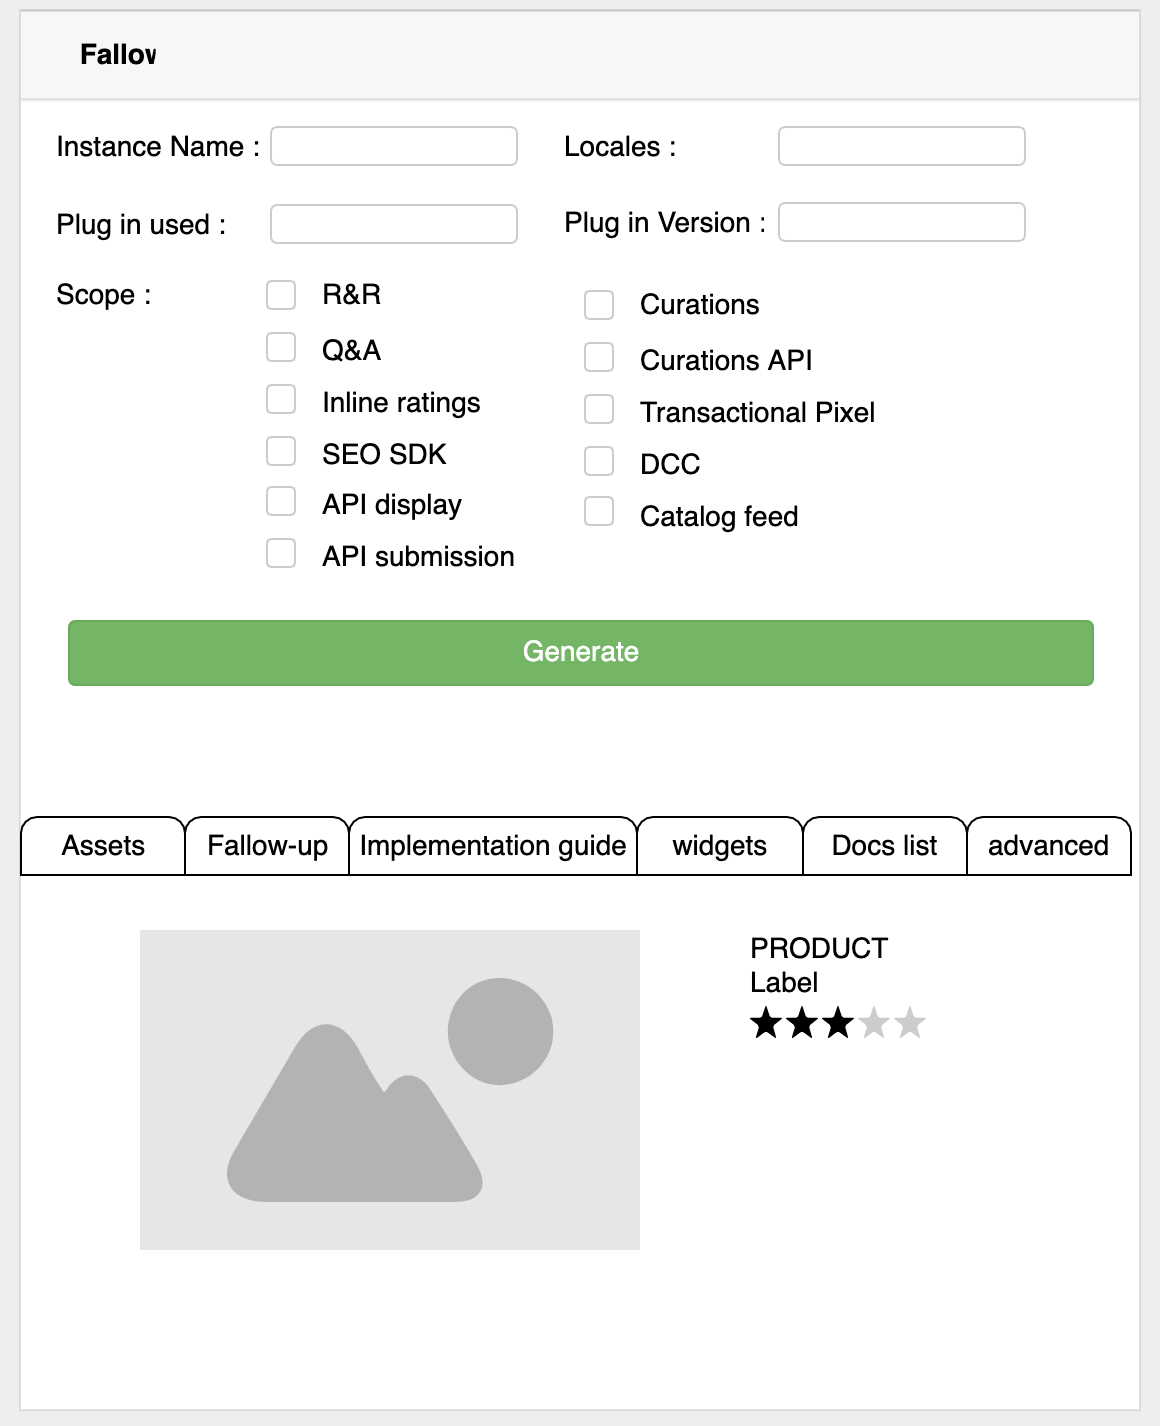 Fallow
Instance Name :
Locales :
Plug in used :
Plug in Version :
Scope :
R&R
Q&A
Inline ratings
SEO SDK
API display
API submission
Curations
Curations API
Transactional Pixel
DCC
Catalog feed
Generate
Assets
Fallow-up
Implementation guide
widgets
Docs list
advanced
PRODUCT
Label